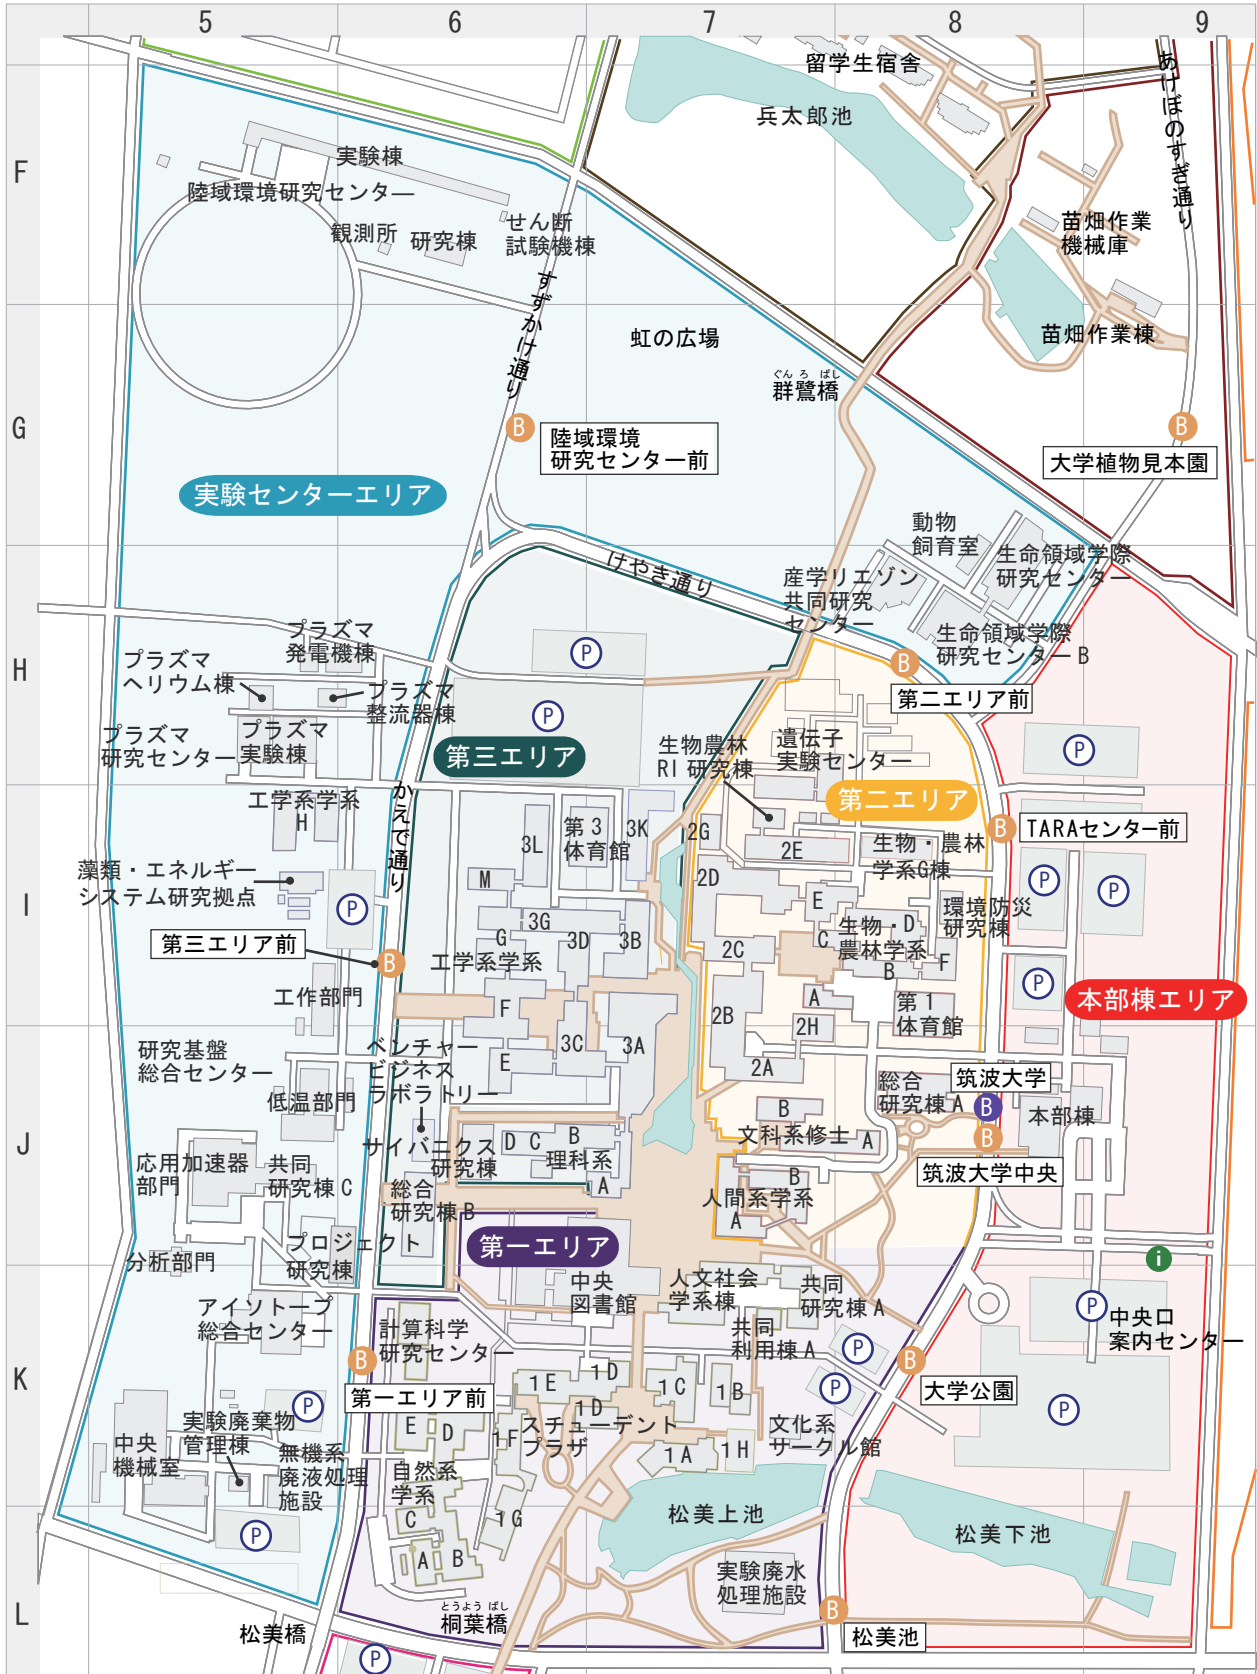 5
6
7
8
9
F
G
H
I
J
K
L
留学生宿舎
兵太郎池
あけぼのすぎ通り
実験棟
陸域環境研究センター
観測所
研究棟
せん断
試験機棟
苗畑作業
機械庫
苗畑作業棟
すずかけ通り
虹の広場
ぐんろばし
群鷺橋
B
陸域環境
研究センター前
B
大学植物見本園
実験センターエリア
動物
飼育室
生命領域学際
研究センター
けやき通り
産学リエゾン
共同研究
センター
生命領域学際
研究センターB
プラズマ
発電機棟
プラズマ
ヘリウム棟
プラズマ
整流器棟
プラズマ
研究センター
プラズマ
実験棟
P
P
第三エリア
B
第二エリア前
P
生物農林
RI研究棟
遺伝子
実験センター
第二エリア
かえで通り
工学系学系
H
3L
第3
体育館
3K
2G
2E
生物・農林
学系G棟
B
TARAセンター前
藻類・エネルギー
システム研究拠点
P
M
2D
E
P
P
第三エリア前
B
G
3G
3D
3B
工学系学系
2C
C
生物・D
農林学系
B
F
環境防災
研究棟
P
本部棟エリア
工作部門
F
2B
A
2H
第1
体育館
研究基盤
総合センター
ベンチャー
ビジネス
ラボラトリー
E
3C
3A
2A
低温部門
総合
研究棟A
筑波大学
B
本部棟
B
筑波大学中央
サイバニクス
研究棟
D
C
B
理科系
A
B
文科系修士
A
応用加速器
部門
共同
研究棟C
総合
研究棟B
B
人間系学系
A
プロジェクト
研究棟
分析部門
第一エリア
i
アイソトープ
総合センター
中央
図書館
人文社会
学系棟
共同
研究棟A
P
中央口
案内センター
計算科学
研究センター
共同
利用棟A
P
B
第一エリア前
B
大学公園
1E
1D
1D
1C
1B
P
P
P
実験廃棄物
管理棟
中央
機械室
無機系
廃液処理
施設
E
D
1F
スチューデント
プラザ
1A
1H
文化系
サークル館
自然系
学系
C
1G
A
B
P
松美上池
松美下池
実験廃水
処理施設
B
松美池
とうようばし
桐葉橋
松美橋
P